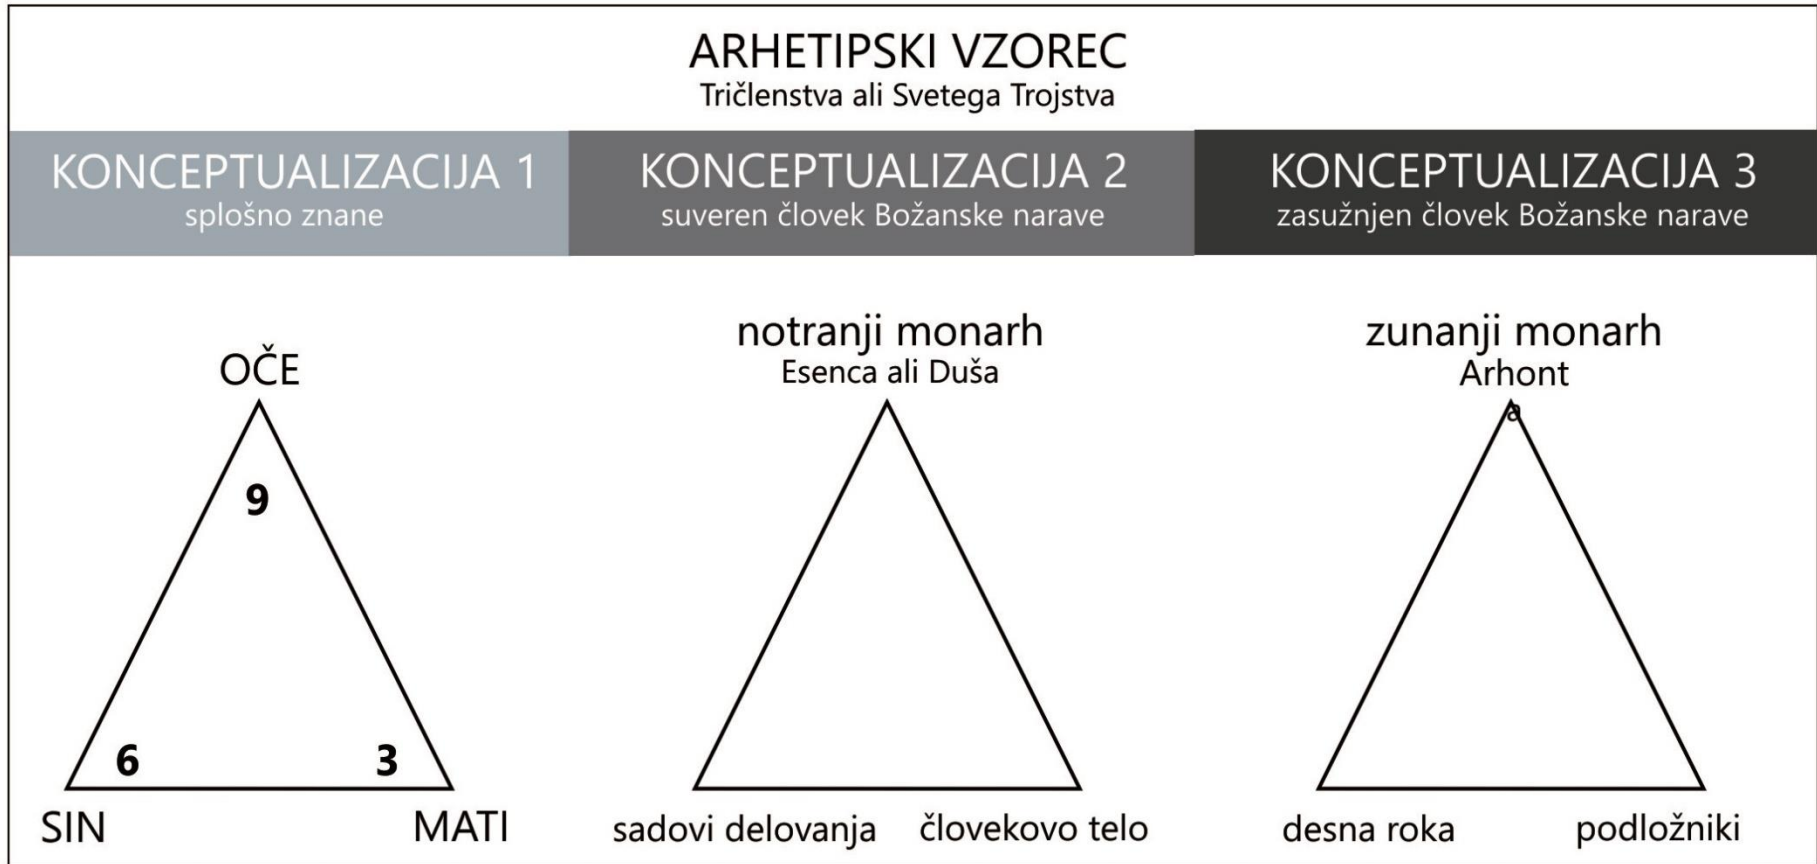 ARHETIPSKI VZOREC
Tričlenstva ali Svetega Trojstva
KONCEPTUALIZACIJA 1
splošno znane
KONCEPTUALIZACIJA 2
suveren človek Božanske narave
KONCEPTUALIZACIJA 3
zasužnjen človek Božanske narave
OČE
9
6
3
SIN
MATI
notranji monarh
Esenca ali Duša
sadovi delovanja
človekovo telo
zunanji monarh
Arhont
a
desna roka
podložniki